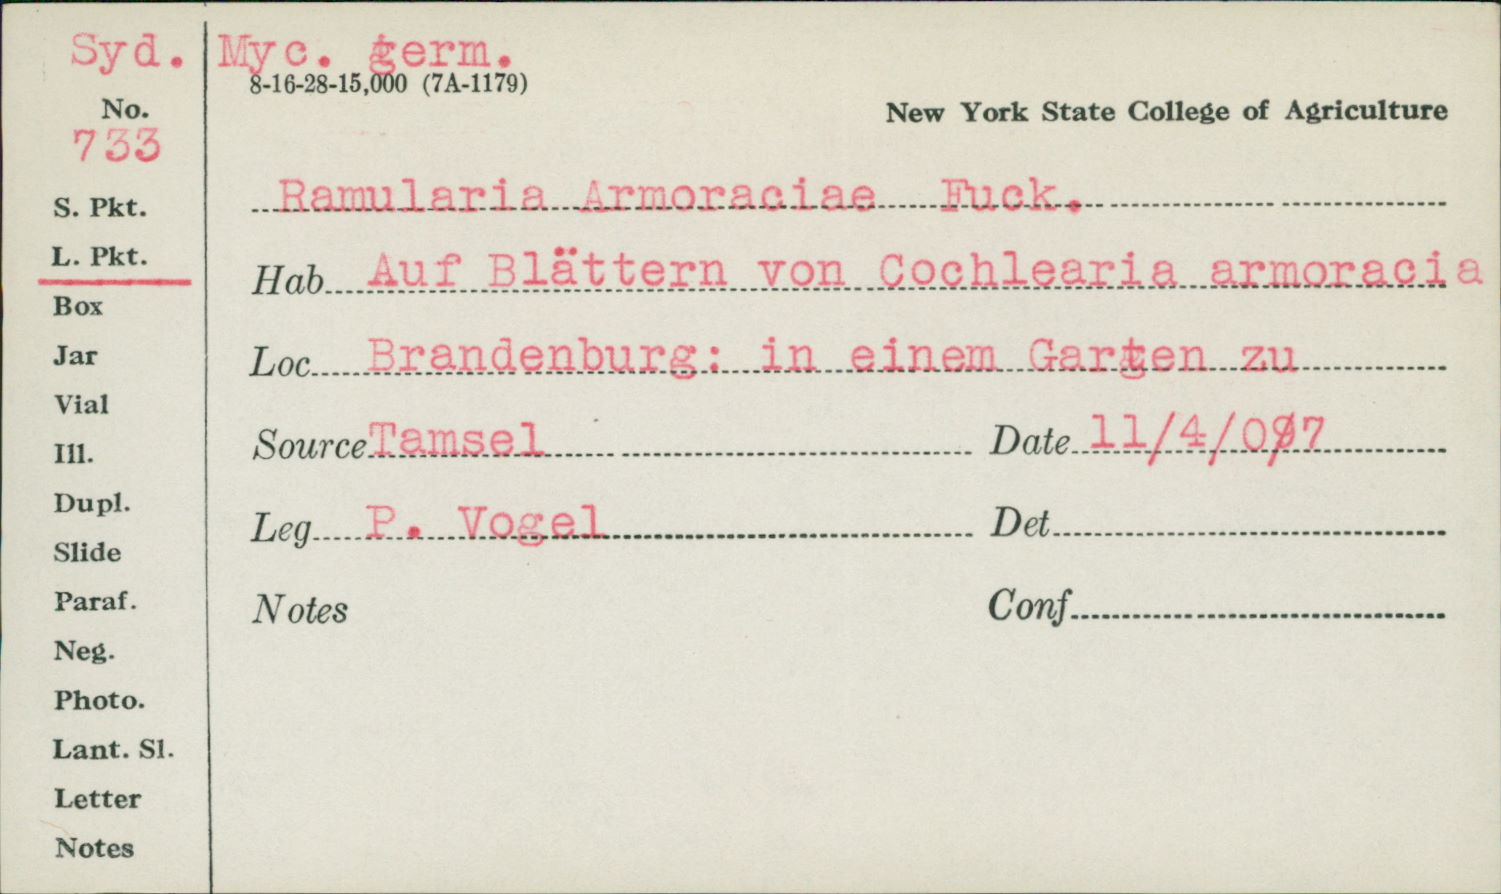 Syd. Myc. germ.
8-16-28-15,000 (7A-1179)
No.
New York State College of Agriculture
733
Ramularia Armoraciae Fuck.
S. Pkt.
L. Pkt.
Hab Auf Blättern von Cochlearia armoracia
Box
Jar
Loc Brandenburg: in einem Garten zu
Vial
Ill.
Source Tamsel Date 11/4/07
Dupl.
Leg P. Vogel Det
Slide
Paraf.
Notes Conf
Neg.
Photo.
Lant. Sl.
Letter
Notes